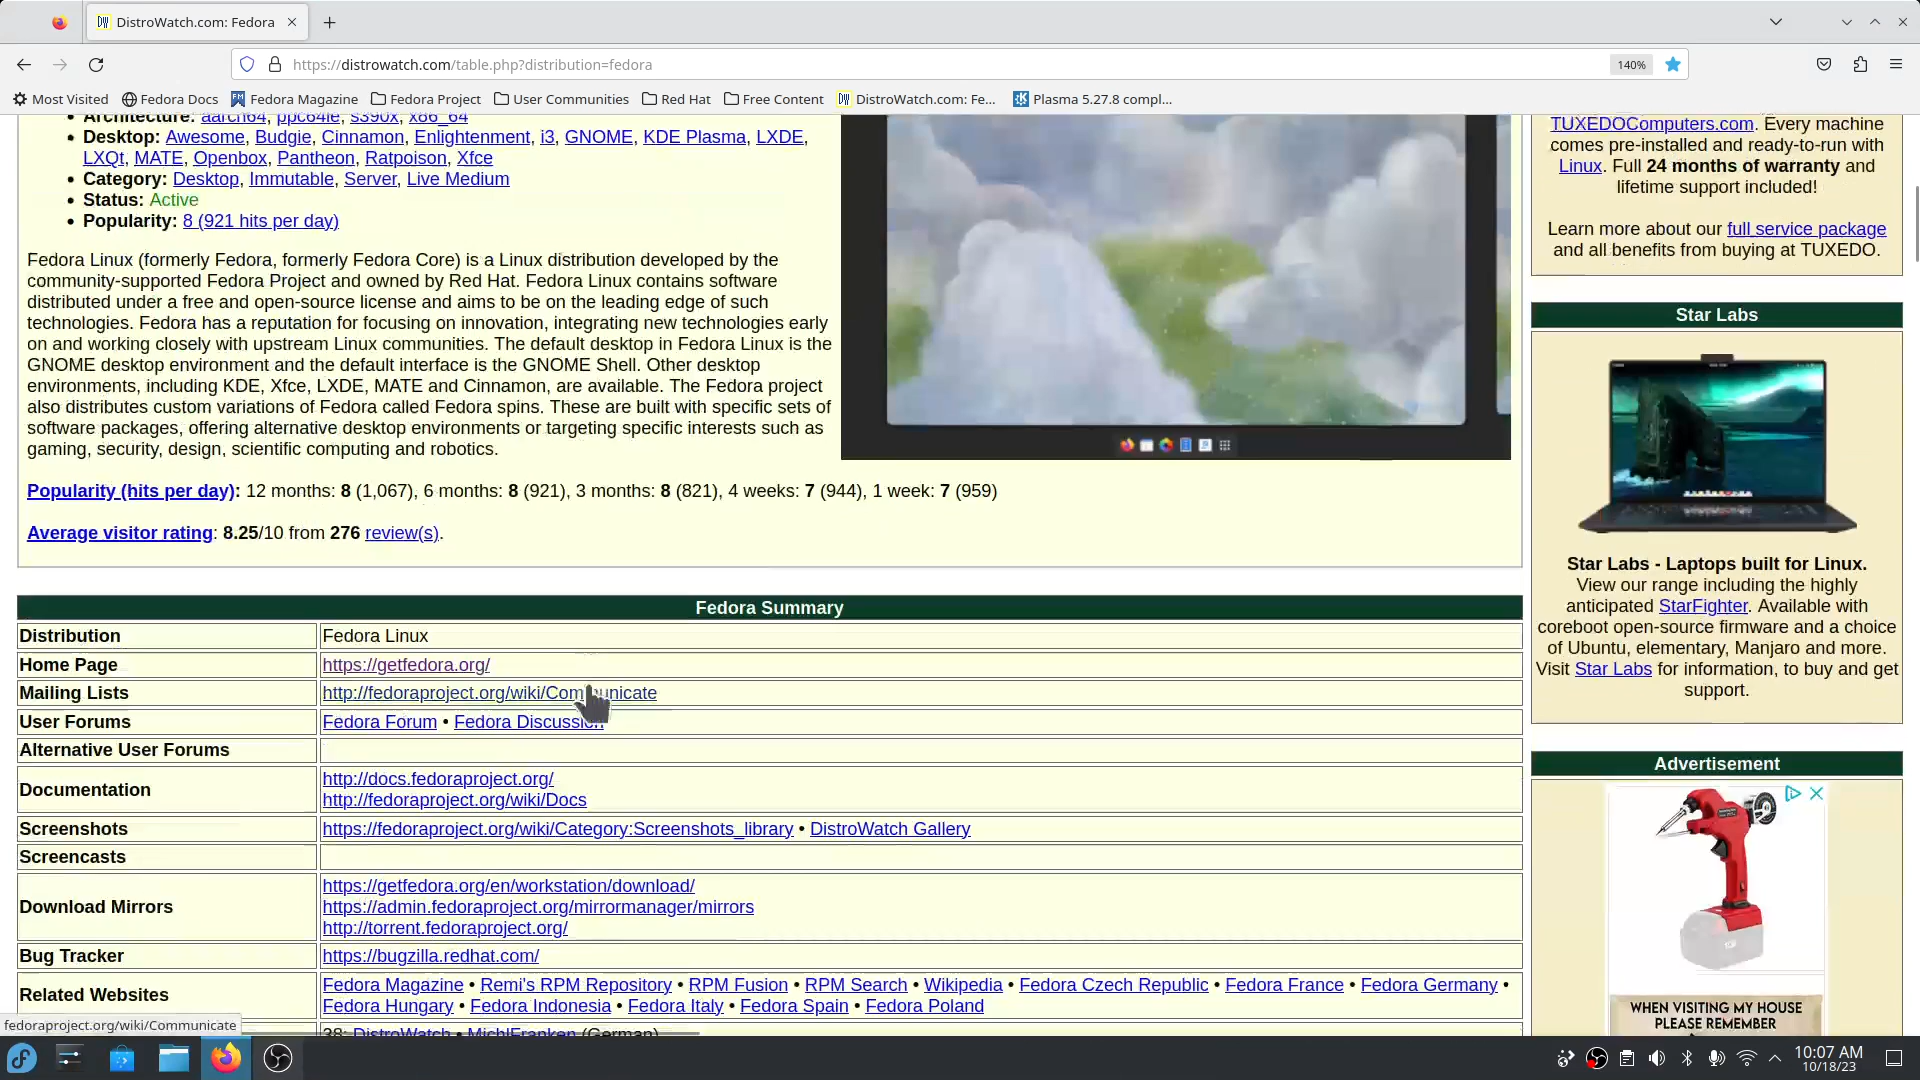 DistroWatch.com: Fedora
https://distrowatch.com/table.php?distribution=fedora
140%
Most Visited Fedora Docs Fedora Magazine Fedora Project User Communities Red Hat Free Content DistroWatch.com: Fe... Plasma 5.27.8 compl...
• Architecture: aarch64, ppc64le, s390x, x86_64
• Desktop: Awesome, Budgie, Cinnamon, Enlightenment, i3, GNOME, KDE Plasma, LXDE,
LXQt, MATE, Openbox, Pantheon, Ratpoison, Xfce
• Category: Desktop, Immutable, Server, Live Medium
• Status: Active
• Popularity: 8 (921 hits per day)
Fedora Linux (formerly Fedora, formerly Fedora Core) is a Linux distribution developed by the
community-supported Fedora Project and owned by Red Hat. Fedora Linux contains software
distributed under a free and open-source license and aims to be on the leading edge of such
technologies. Fedora has a reputation for focusing on innovation, integrating new technologies early
on and working closely with upstream Linux communities. The default desktop in Fedora Linux is the
GNOME desktop environment and the default interface is the GNOME Shell. Other desktop
environments, including KDE, Xfce, LXDE, MATE and Cinnamon, are available. The Fedora project
also distributes custom variations of Fedora called Fedora spins. These are built with specific sets of
software packages, offering alternative desktop environments or targeting specific interests such as
gaming, security, design, scientific computing and robotics.
Popularity (hits per day): 12 months: 8 (1,067), 6 months: 8 (921), 3 months: 8 (821), 4 weeks: 7 (944), 1 week: 7 (959)
Average visitor rating: 8.25/10 from 276 review(s).
Fedora Summary
Distribution Fedora Linux
Home Page https://getfedora.org/
Mailing Lists http://fedoraproject.org/wiki/Communicate
User Forums Fedora Forum • Fedora Discussion
Alternative User Forums
Documentation
http://docs.fedoraproject.org/
http://fedoraproject.org/wiki/Docs
Screenshots https://fedoraproject.org/wiki/Category:Screenshots_library • DistroWatch Gallery
Screencasts
Download Mirrors
https://getfedora.org/en/workstation/download/
https://admin.fedoraproject.org/mirrormanager/mirrors
http://torrent.fedoraproject.org/
Bug Tracker https://bugzilla.redhat.com/
Related Websites
Fedora Magazine • Remi's RPM Repository • RPM Fusion • RPM Search • Wikipedia • Fedora Czech Republic • Fedora France • Fedora Germany •
Fedora Hungary • Fedora Indonesia • Fedora Italy • Fedora Spain • Fedora Poland
38: DistroWatch • MichlFranken (German)
fedoraproject.org/wiki/Communicate
TUXEDOComputers.com. Every machine
comes pre-installed and ready-to-run with
Linux. Full 24 months of warranty and
lifetime support included!
Learn more about our full service package
and all benefits from buying at TUXEDO.
Star Labs
Star Labs - Laptops built for Linux.
View our range including the highly
anticipated StarFighter. Available with
coreboot open-source firmware and a choice
of Ubuntu, elementary, Manjaro and more.
Visit Star Labs for information, to buy and get
support.
Advertisement
WHEN VISITING MY HOUSE
PLEASE REMEMBER
10:07 AM
10/18/23